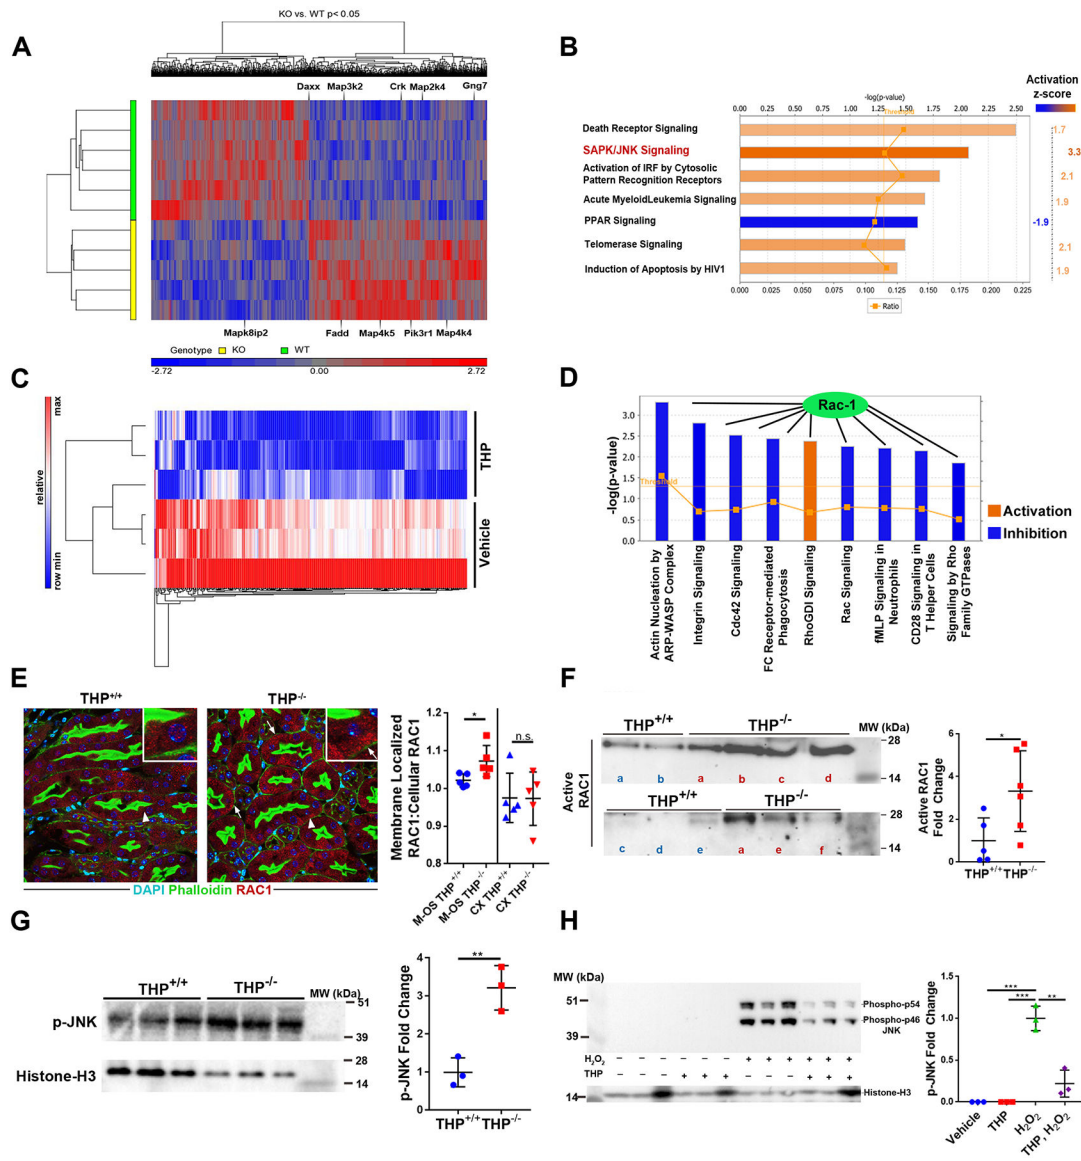 A
KO vs. WT p< 0.05
Daxx Map3k2 Crk Map2k4 Gng7
Mapk8ip2 Fadd Map4k5 Pik3r1 Map4k4
Genotype KO WT
-2.72 0.00 2.72
B
Activation
z-score
-log(p-value)
0.00 0.25 0.50 0.75 1.00 1.25 1.50 1.75 2.00 2.25 2.50
Threshold
Death Receptor Signaling
1.7
SAPK/JNK Signaling
3.3
Activation of IRF by Cytosolic
Pattern Recognition Receptors
2.1
Acute MyeloidLeukemia Signaling
1.9
PPAR Signaling
-1.9
Telomerase Signaling
2.1
Induction of Apoptosis by HIV1
1.9
0.000 0.025 0.050 0.075 0.100 0.125 0.150 0.175 0.200 0.225
Ratio
C
max
relative
row min
THP
Vehicle
D
Rac-1
-log(p-value)
3.0
2.5
2.0
1.5
1.0
0.5
0.0
Threshold
Activation
Inhibition
Actin Nucleation by
ARP-WASP Complex
Integrin Signaling
Cdc42 Signaling
FC Receptor-mediated
Phagocytosis
RhoGDI Signaling
Rac Signaling
fMLP Signaling in
Neutrophils
CD28 Signaling in
T Helper Cells
Signaling by Rho
Family GTPases
E
THP+/+ THP-/-
DAPI Phalloidin RAC1
Membrane Localized
RAC1:Cellular RAC1
1.2
1.1
1.0
0.9
0.8
* n.s.
M-OS THP+/+
M-OS THP-/-
CX THP+/+
CX THP-/-
F
THP+/+ THP-/- MW (kDa)
28
14
a b a b c d
Active
RAC1
THP+/+ THP-/-
28
14
c d e a e f
Active RAC1
Fold Change
8
6
4
2
0
*
THP+/+ THP-/-
G
THP+/+ THP-/- MW (kDa)
p-JNK
51
39
Histone-H3
28
14
p-JNK Fold Change
4
3
2
1
0
**
THP+/+ THP-/-
H
MW (kDa)
51
39
Phospho-p54
Phospho-p46
JNK
H2O2 − − − − − − + + + + + +
THP − − − + + + − − − + + +
14
Histone-H3
p-JNK Fold Change
1.5
1.0
0.5
0.0
***
*** **
Vehicle
THP
H2O2
THP, H2O2